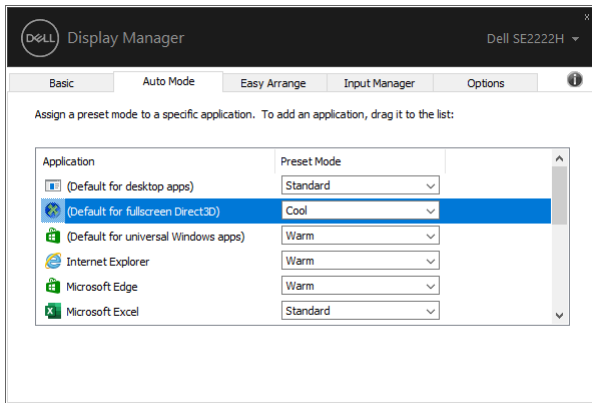 DELL Display Manager
Dell SE2222H
Basic Auto Mode Easy Arrange Input Manager Options
Assign a preset mode to a specific application. To add an application, drag it to the list:
Application Preset Mode
(Default for desktop apps) Standard
(Default for fullscreen Direct3D) Cool
(Default for universal Windows apps) Warm
Internet Explorer Warm
Microsoft Edge Warm
Microsoft Excel Standard